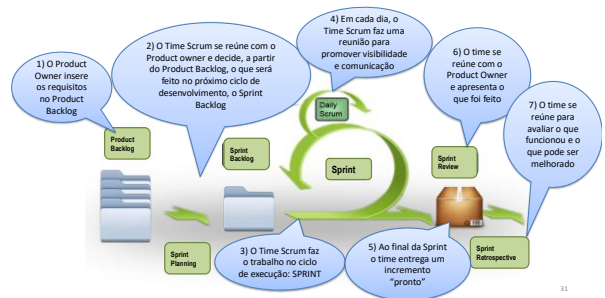 1) O Product
Owner insere
os requisitos
no Product
Backlog
2) O Time Scrum se reúne com o
Product owner e decide, a partir
do Product Backlog, o que será
feito no próximo ciclo de
desenvolvimento, o Sprint
Backlog
4) Em cada dia, o
Time Scrum faz uma
reunião para
promover visibilidade
e comunicação
6) O time se
reúne com o
Product Owner
e apresenta o
que foi feito
7) O time se
reúne para
avaliar o que
funcionou e o
que pode ser
melhorado
Daily
Scrum
Product
Backlog
Sprint
Backlog
Sprint
Sprint
Review
Sprint
Planning
3) O Time Scrum faz
o trabalho no ciclo
de execução: SPRINT
5) Ao final da Sprint
o time entrega um
incremento
“pronto”
Sprint
Retrospective
31